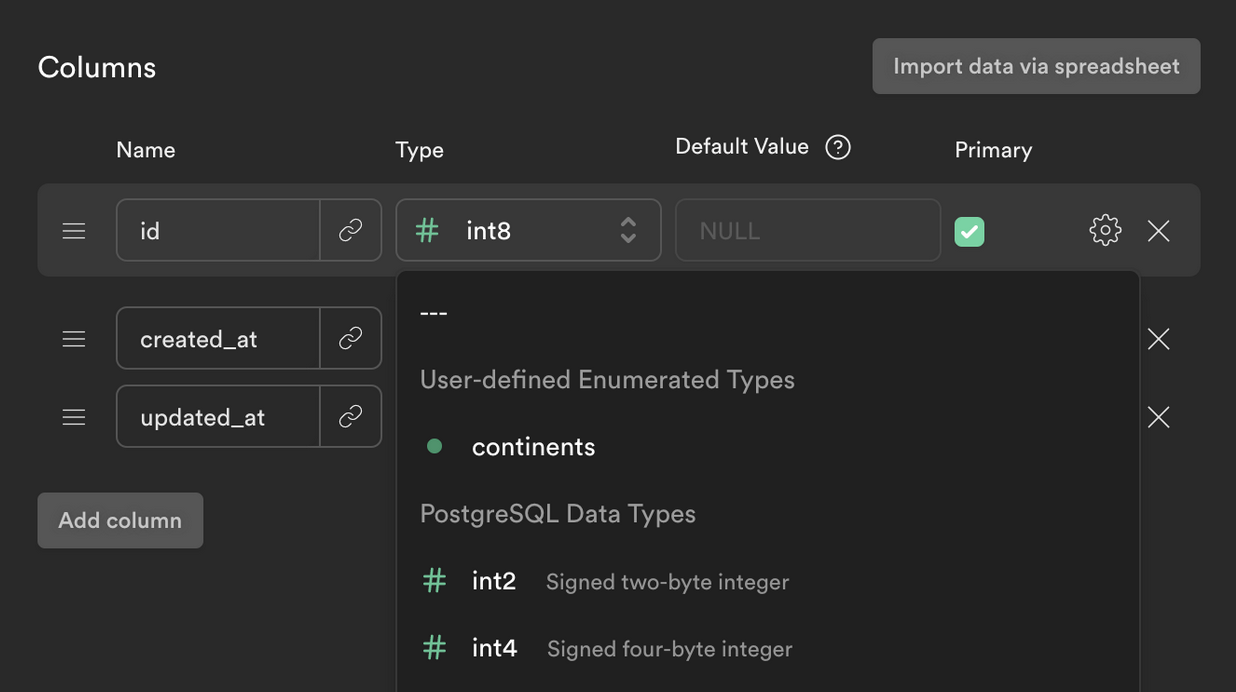 Columns
Import data via spreadsheet
Name Type Default Value ? Primary
id # int8 NULL
---
created_at
User-defined Enumerated Types
updated_at
continents
PostgreSQL Data Types
Add column
# int2 Signed two-byte integer
# int4 Signed four-byte integer